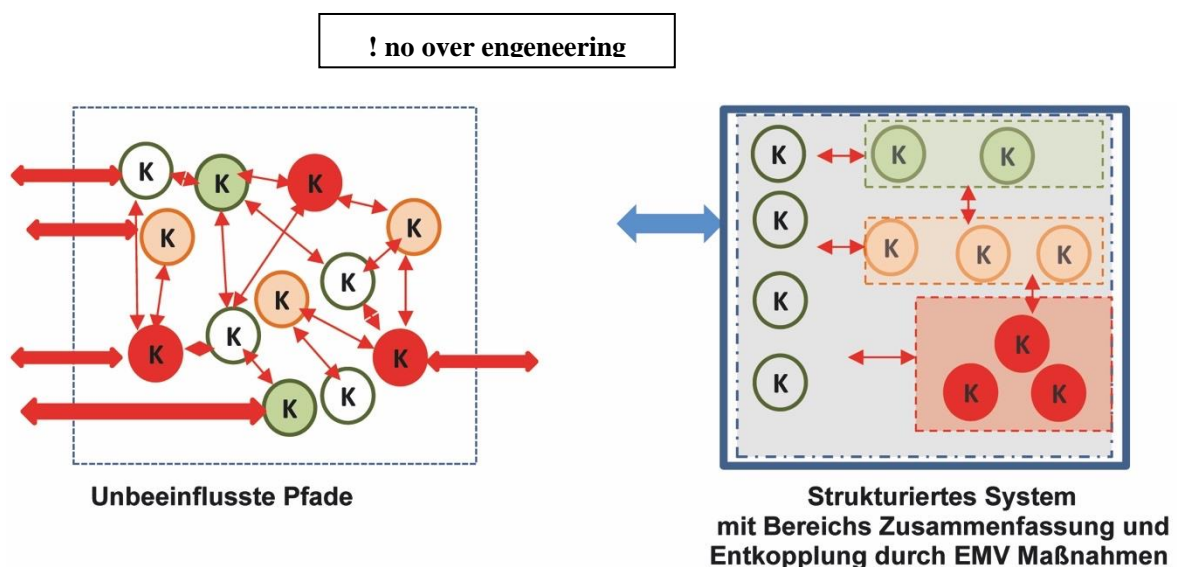 ! no over engeneering
K
K
K
K
K
K
K
K
K
K
K
K
Unbeeinflusste Pfade
K
K
K
K
K
K
K
K
K
K
K
K
Strukturiertes System
mit Bereichs Zusammenfassung und
Entkopplung durch EMV Maßnahmen